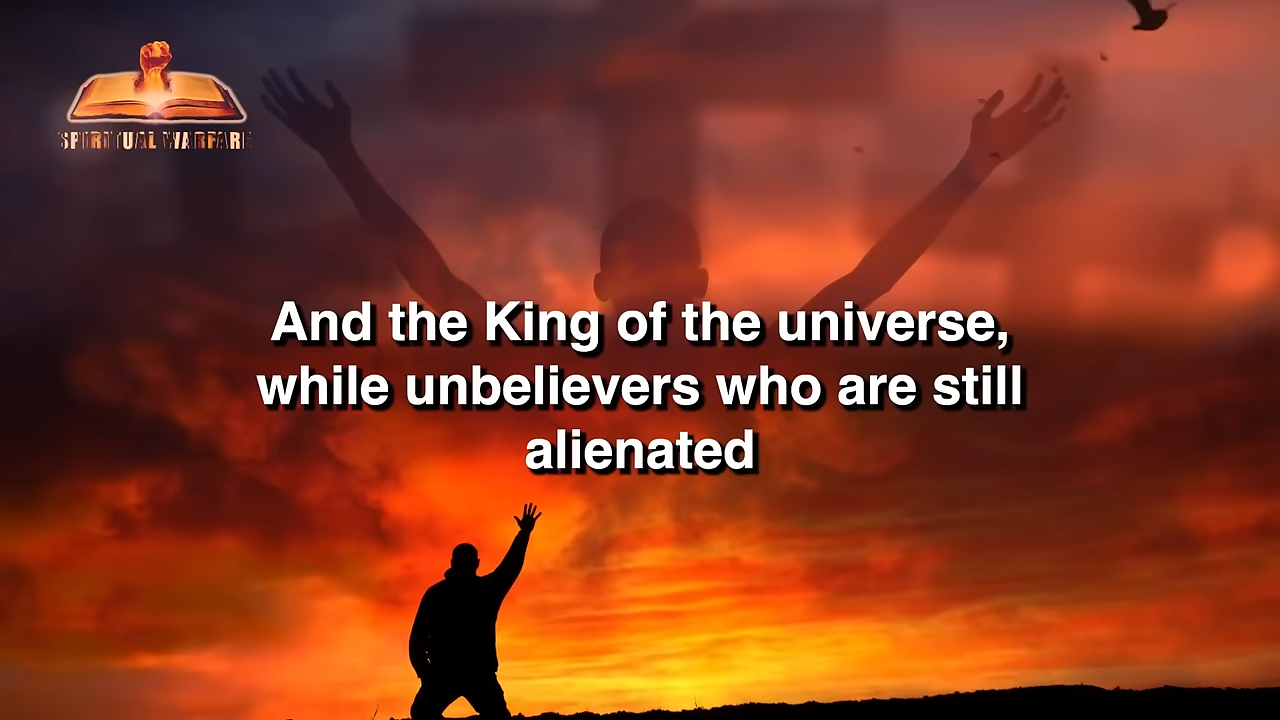 SPIRITUAL WARFARE
And the King of the universe,
while unbelievers who are still
alienated